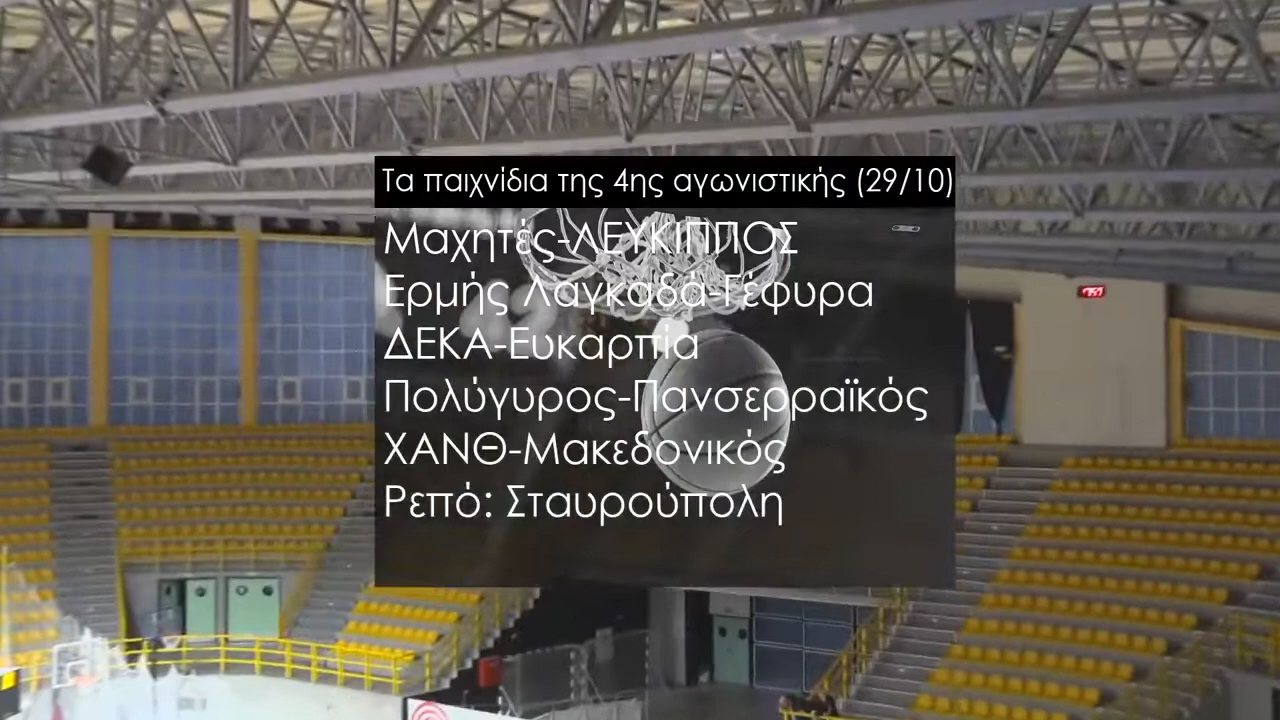 Τα παιχνίδια της 4ης αγωνιστικής (29/10)
Μαχητές-ΛΕΥΚΙΠΠΟΣ
Ερμής Λαγκαδά-Γέφυρα
ΔΕΚΑ-Ευκαρπία
Πολύγυρος-Πανσερραϊκός
ΧΑΝΘ-Μακεδονικός
Ρεπό: Σταυρούπολη